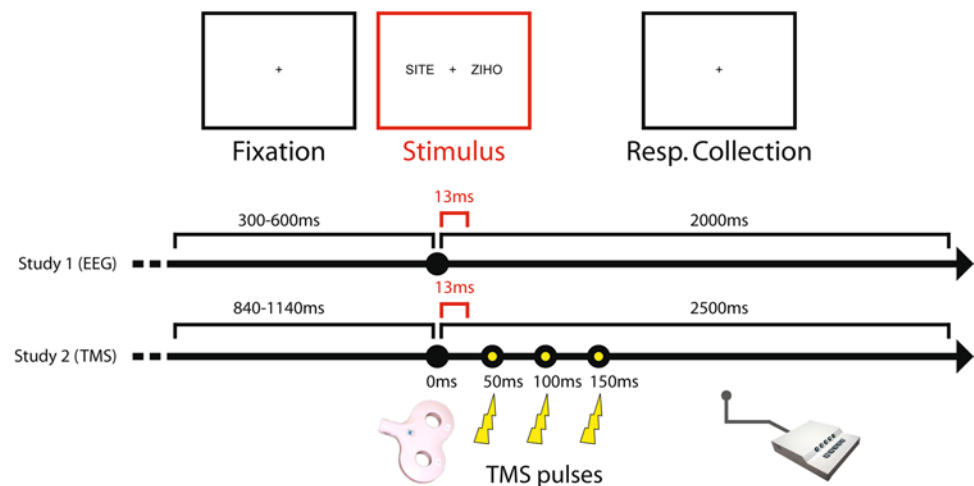 +
SITE + ZIHO
+
Fixation
Stimulus
Resp. Collection
13ms
300-600ms
2000ms
Study 1 (EEG)
13ms
840-1140ms
2500ms
Study 2 (TMS)
0ms
50ms
100ms
150ms
TMS pulses